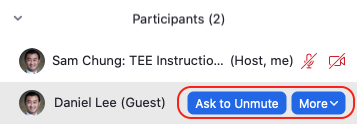 Participants (2)
Sam Chung: TEE Instructio... (Host, me)
Daniel Lee (Guest) Ask to Unmute More